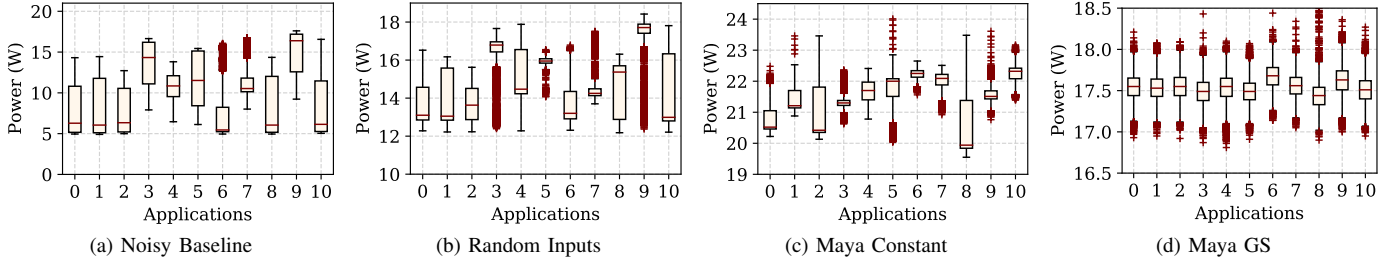 Power (W)
20
15
10
5
0
0 1 2 3 4 5 6 7 8 9 10
Applications
(a) Noisy Baseline
Power (W)
18
16
14
12
10
0 1 2 3 4 5 6 7 8 9 10
Applications
(b) Random Inputs
Power (W)
24
23
22
21
20
19
0 1 2 3 4 5 6 7 8 9 10
Applications
(c) Maya Constant
Power (W)
18.5
18.0
17.5
17.0
16.5
0 1 2 3 4 5 6 7 8 9 10
Applications
(d) Maya GS